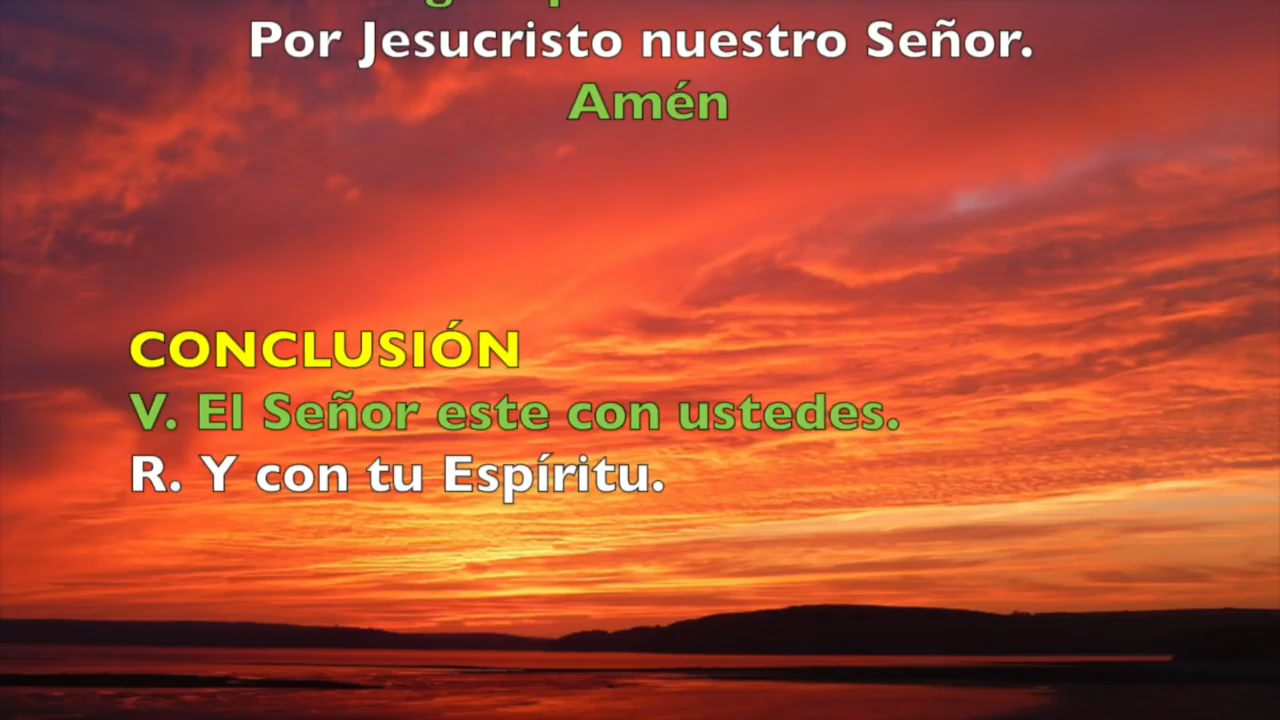 Por Jesucristo nuestro Señor.
Amén
CONCLUSIÓN
V. El Señor este con ustedes.
R. Y con tu Espíritu.